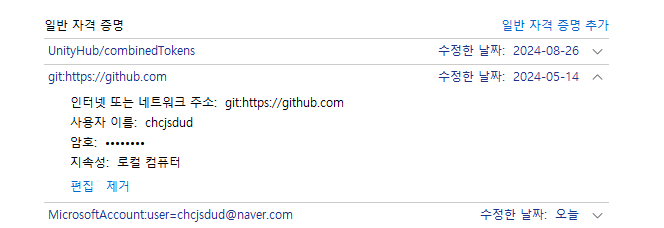 일반 자격 증명 일반 자격 증명 추가
UnityHub/combinedTokens 수정한 날짜: 2024-08-26
git:https://github.com 수정한 날짜: 2024-05-14
인터넷 또는 네트워크 주소: git:https://github.com
사용자 이름: chcjsdud
암호: ••••••••
지속성: 로컬 컴퓨터
편집 제거
MicrosoftAccount:user=chcjsdud@naver.com 수정한 날짜: 오늘